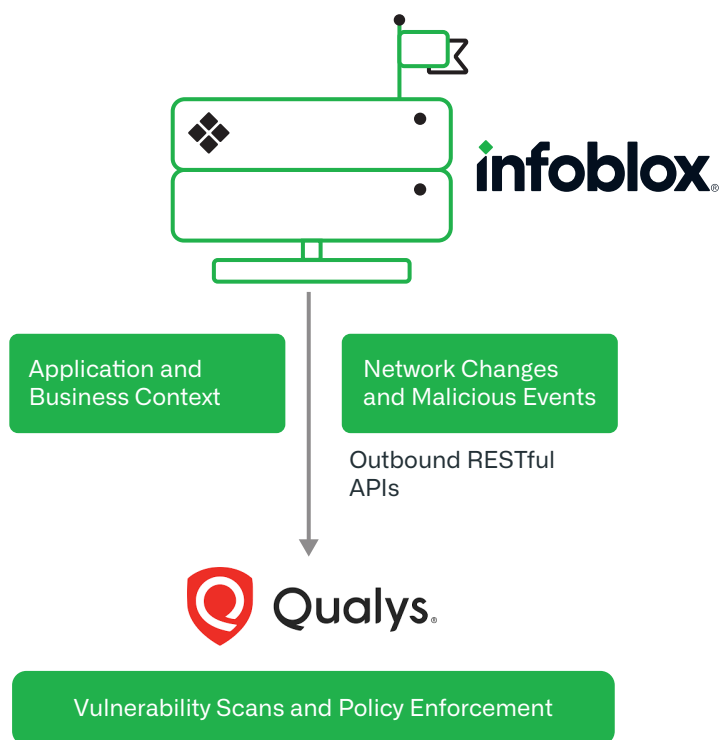 infoblox®
Application and
Business Context
Network Changes
and Malicious Events
Outbound RESTful
APIs
Qualys®
Vulnerability Scans and Policy Enforcement